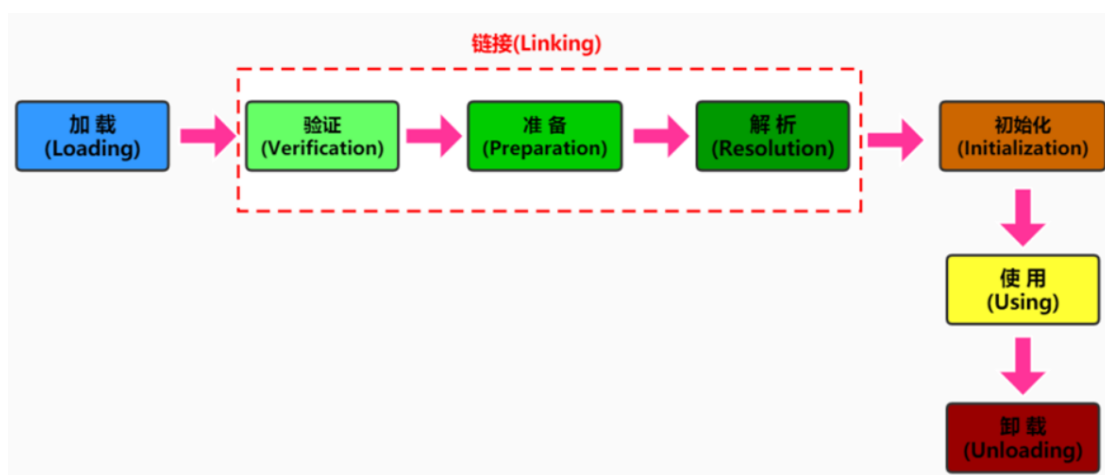 链接(Linking)
加 载
(Loading)
验证
(Verification)
准 备
(Preparation)
解 析
(Resolution)
初始化
(Initialization)
使 用
(Using)
卸 载
(Unloading)